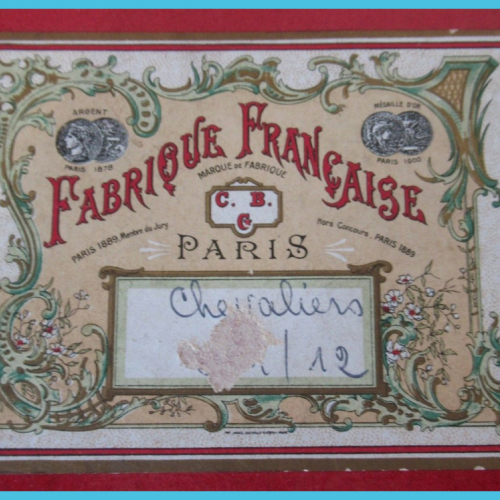 ARGENT
PARIS 1878
MÉDAILLE D'OR
PARIS 1900
FABRIQUE FRANÇAISE
MARQUE DE FABRIQUE
C. B.
G
PARIS 1889. Membre du Jury
Hors Concours. PARIS 1889
PARIS
Chevaliers
/12